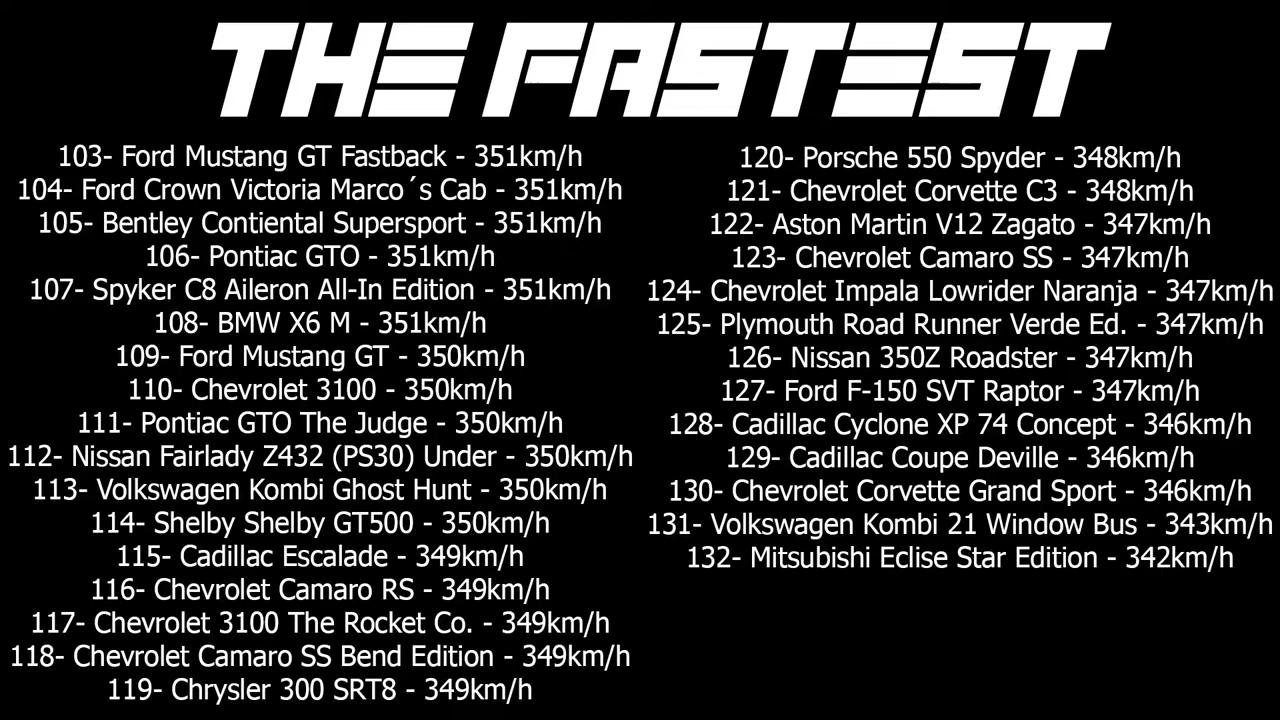 THE FASTEST
103- Ford Mustang GT Fastback - 351km/h
104- Ford Crown Victoria Marco´s Cab - 351km/h
105- Bentley Contiental Supersport - 351km/h
106- Pontiac GTO - 351km/h
107- Spyker C8 Aileron All-In Edition - 351km/h
108- BMW X6 M - 351km/h
109- Ford Mustang GT - 350km/h
110- Chevrolet 3100 - 350km/h
111- Pontiac GTO The Judge - 350km/h
112- Nissan Fairlady Z432 (PS30) Under - 350km/h
113- Volkswagen Kombi Ghost Hunt - 350km/h
114- Shelby Shelby GT500 - 350km/h
115- Cadillac Escalade - 349km/h
116- Chevrolet Camaro RS - 349km/h
117- Chevrolet 3100 The Rocket Co. - 349km/h
118- Chevrolet Camaro SS Bend Edition - 349km/h
119- Chrysler 300 SRT8 - 349km/h
120- Porsche 550 Spyder - 348km/h
121- Chevrolet Corvette C3 - 348km/h
122- Aston Martin V12 Zagato - 347km/h
123- Chevrolet Camaro SS - 347km/h
124- Chevrolet Impala Lowrider Naranja - 347km/h
125- Plymouth Road Runner Verde Ed. - 347km/h
126- Nissan 350Z Roadster - 347km/h
127- Ford F-150 SVT Raptor - 347km/h
128- Cadillac Cyclone XP 74 Concept - 346km/h
129- Cadillac Coupe Deville - 346km/h
130- Chevrolet Corvette Grand Sport - 346km/h
131- Volkswagen Kombi 21 Window Bus - 343km/h
132- Mitsubishi Eclise Star Edition - 342km/h